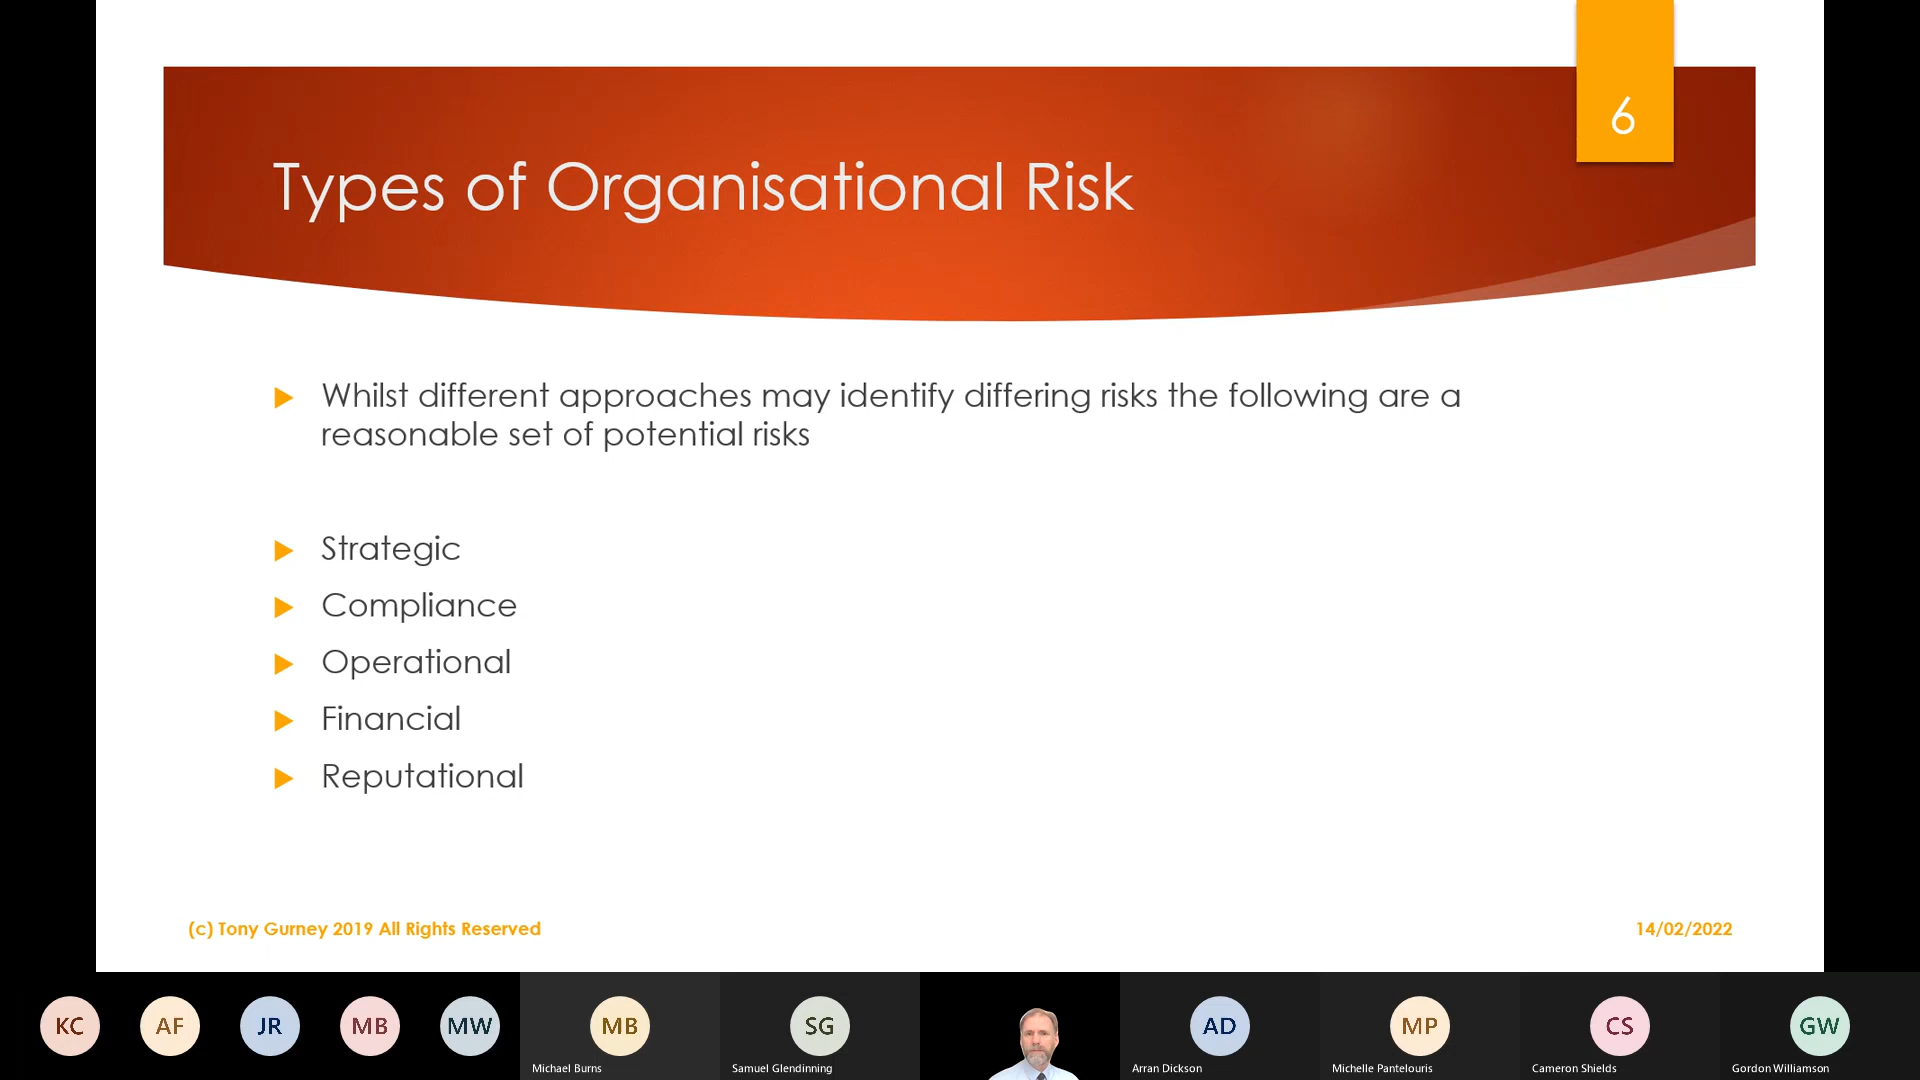 6
Types of Organisational Risk
Whilst different approaches may identify differing risks the following are a
reasonable set of potential risks
Strategic
Compliance
Operational
Financial
Reputational
(c) Tony Gurney 2019 All Rights Reserved
14/02/2022
KC
AF
JR
MB
MW
MB
Michael Burns
SG
Samuel Glendinning
AD
Arran Dickson
MP
Michelle Pantelouris
CS
Cameron Shields
GW
Gordon Williamson